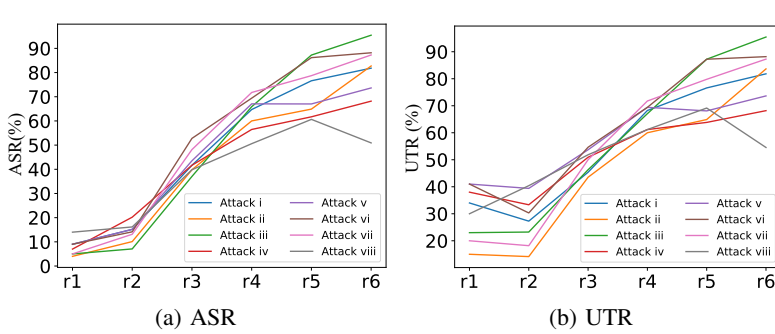 ASR(%)
90
80
70
60
50
40
30
20
10
0
r1 r2 r3 r4 r5 r6
Attack i Attack v
Attack ii Attack vi
Attack iii Attack vii
Attack iv Attack viii
(a) ASR
UTR (%)
90
80
70
60
50
40
30
20
r1 r2 r3 r4 r5 r6
Attack i Attack v
Attack ii Attack vi
Attack iii Attack vii
Attack iv Attack viii
(b) UTR